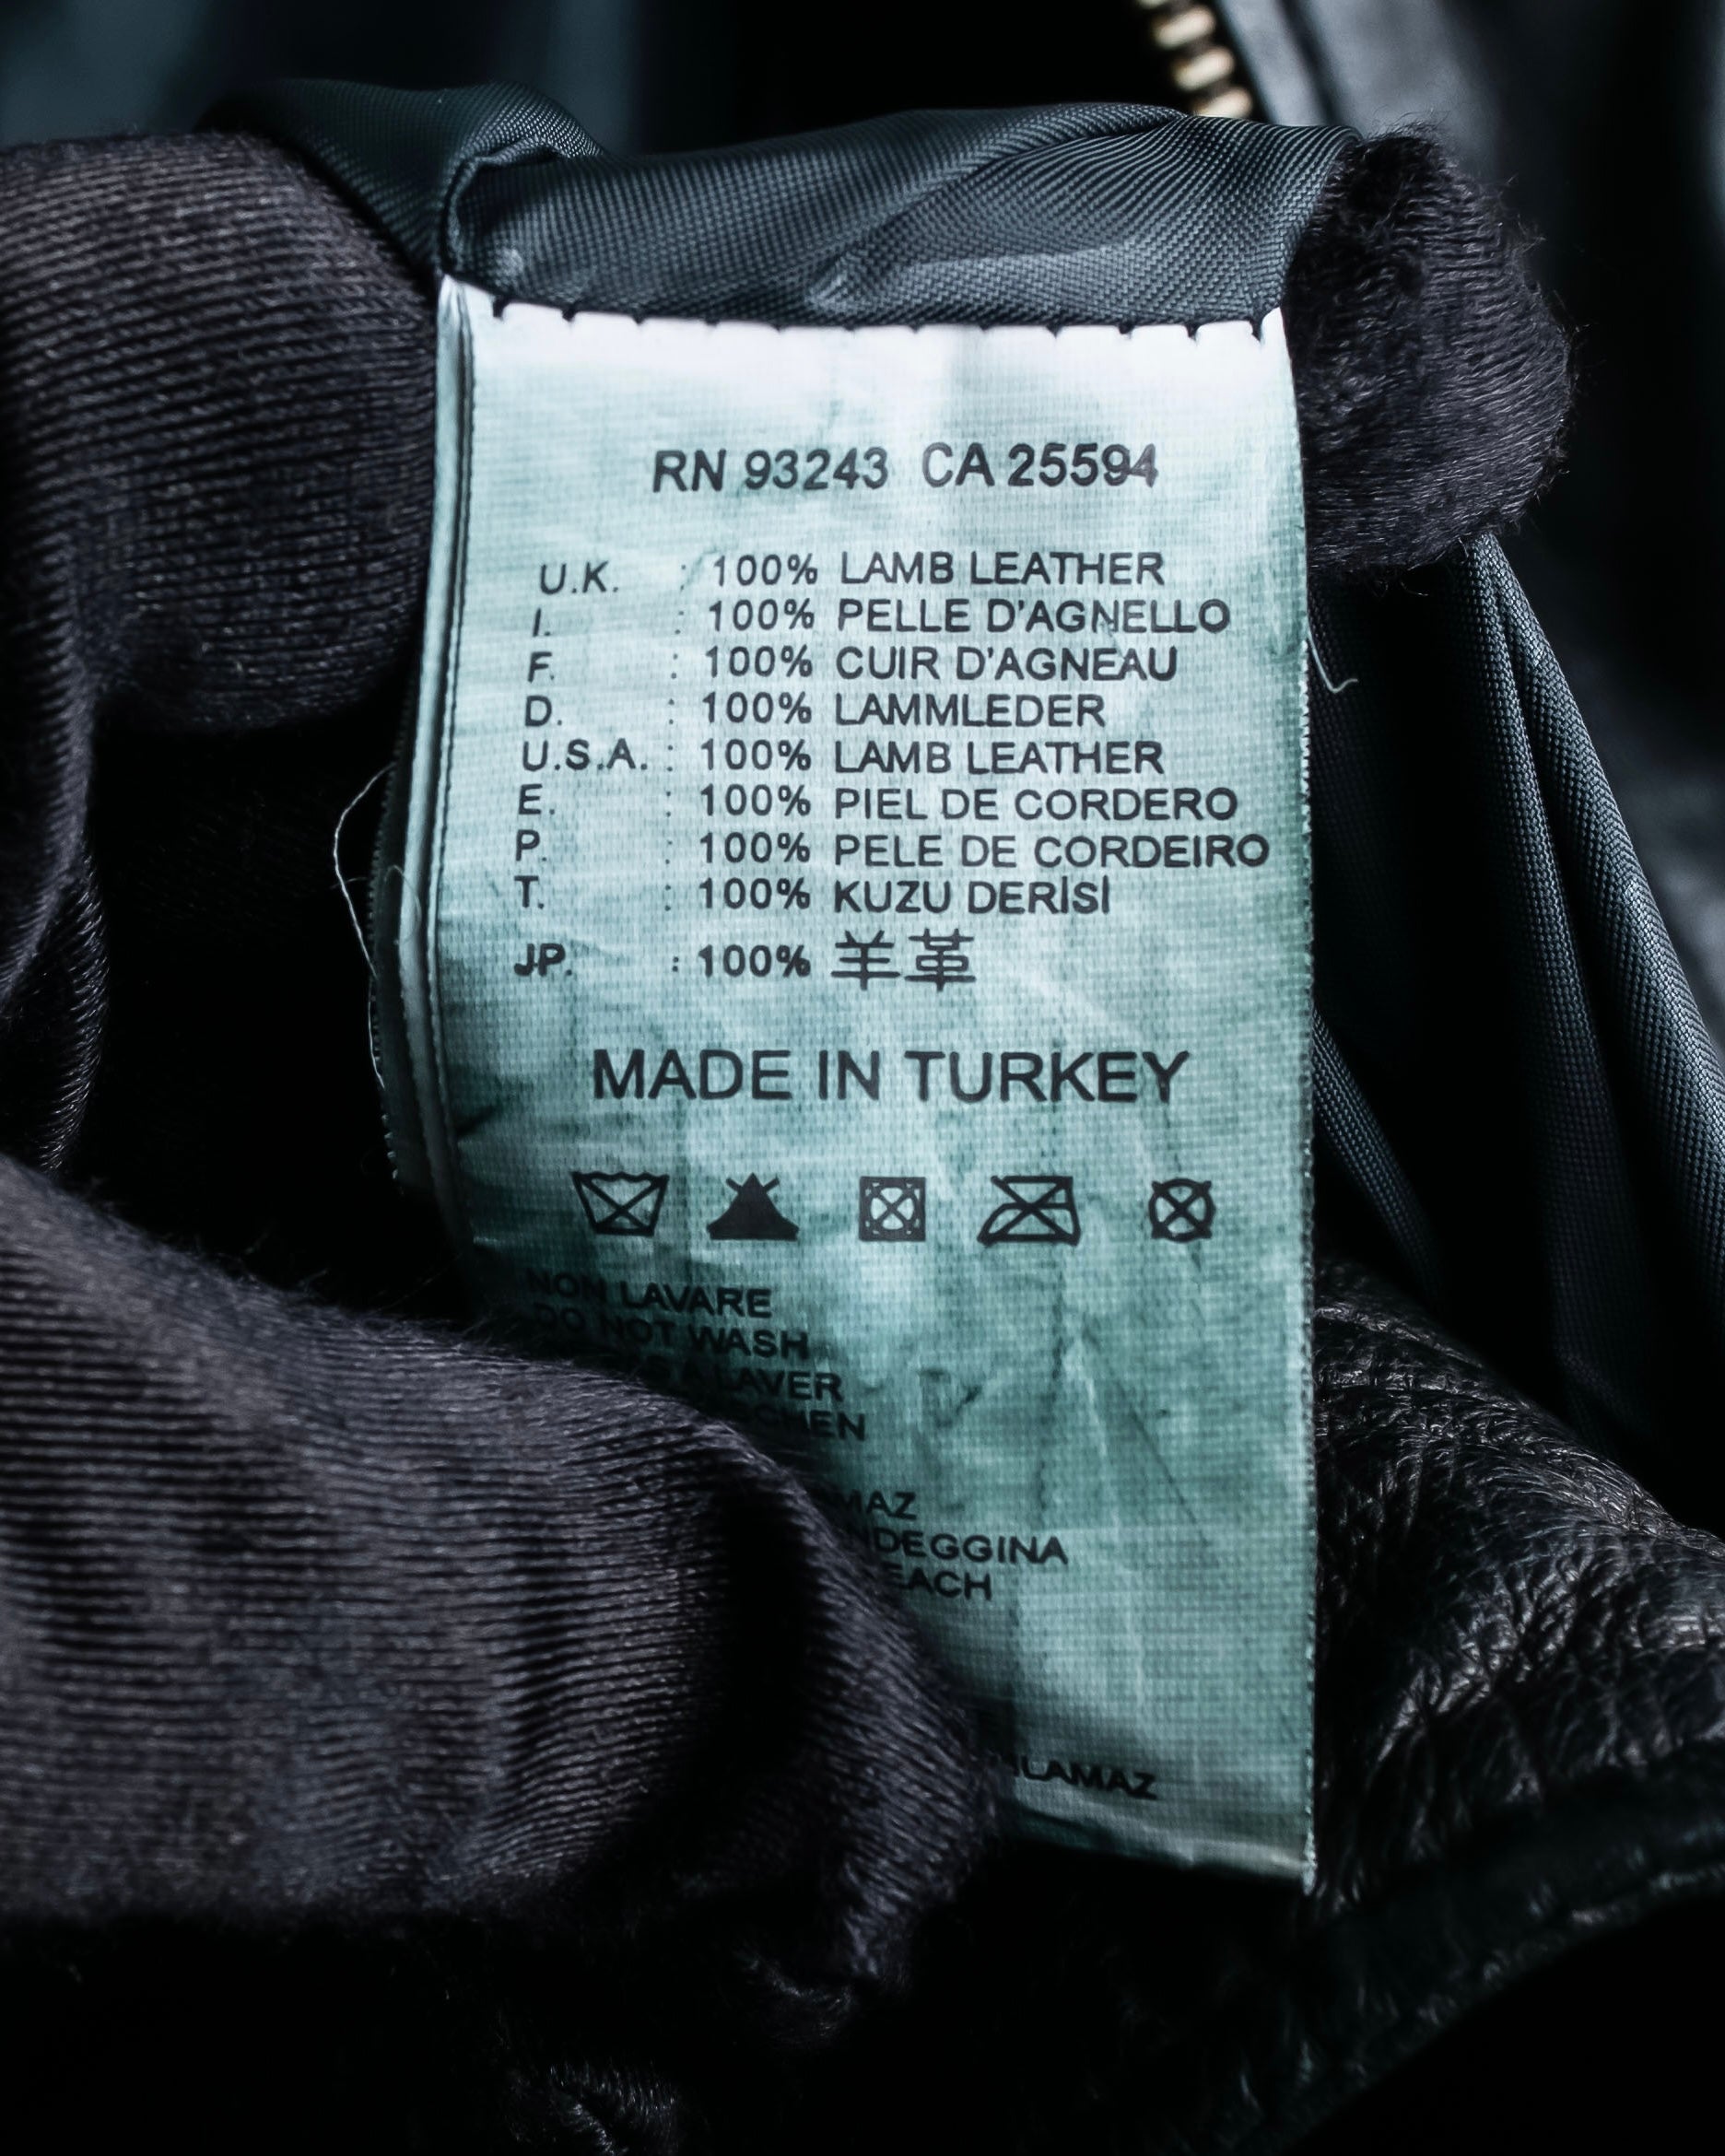 RN 93243 CA 25594
U.K. : 100% LAMB LEATHER
I. : 100% PELLE D'AGNELLO
F. : 100% CUIR D'AGNEAU
D. : 100% LAMMLEDER
U.S.A. : 100% LAMB LEATHER
E. : 100% PIEL DE CORDERO
P. : 100% PELE DE CORDEIRO
T. : 100% KUZU DERİSİ
JP. : 100% 羊革
MADE IN TURKEY
NON LAVARE
DO NOT WASH
A LAVER